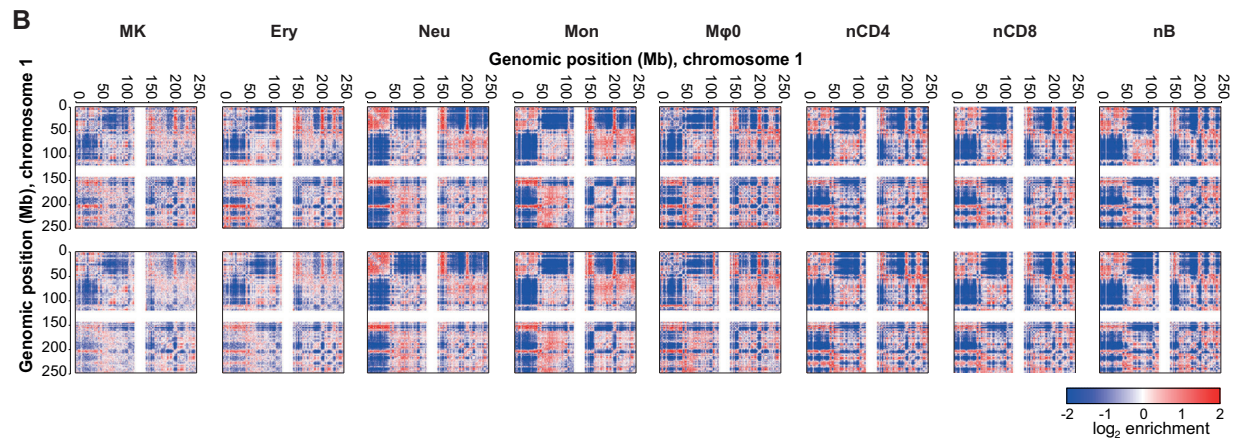 B
MK Ery Neu Mon Mφ0 nCD4 nCD8 nB
Genomic position (Mb), chromosome 1
0 50 100 150 200 250 0 50 100 150 200 250 0 50 100 150 200 250 0 50 100 150 200 250 0 50 100 150 200 250 0 50 100 150 200 250 0 50 100 150 200 250 0 50 100 150 200 250
Genomic position (Mb), chromosome 1
0
50
100
150
200
250
0
50
100
150
200
250
-2 -1 0 1 2
log₂ enrichment